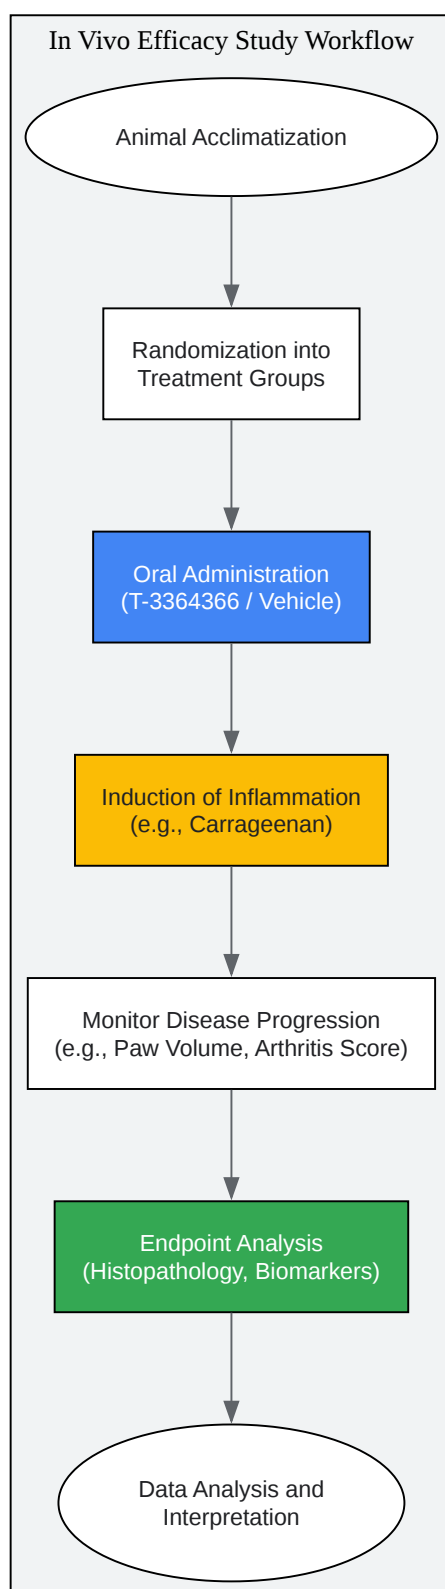 In Vivo Efficacy Study Workflow
Animal Acclimatization
Randomization into
Treatment Groups
Oral Administration
(T-3364366 / Vehicle)
Induction of Inflammation
(e.g., Carrageenan)
Monitor Disease Progression
(e.g., Paw Volume, Arthritis Score)
Endpoint Analysis
(Histopathology, Biomarkers)
Data Analysis and
Interpretation